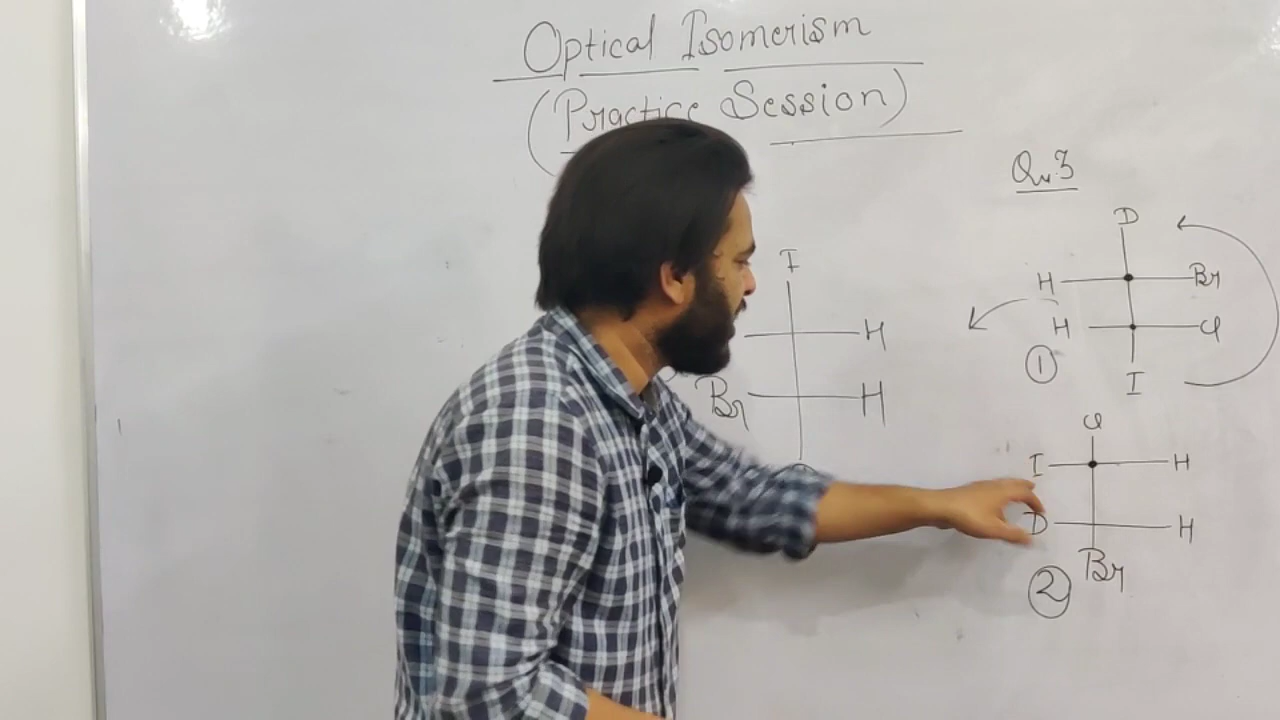 Optical Isomerism
(Practice Session)
Qu.3
D
H Br
H Cl
①
I
I
H
Br H
Cl
I H
D H
Br
②